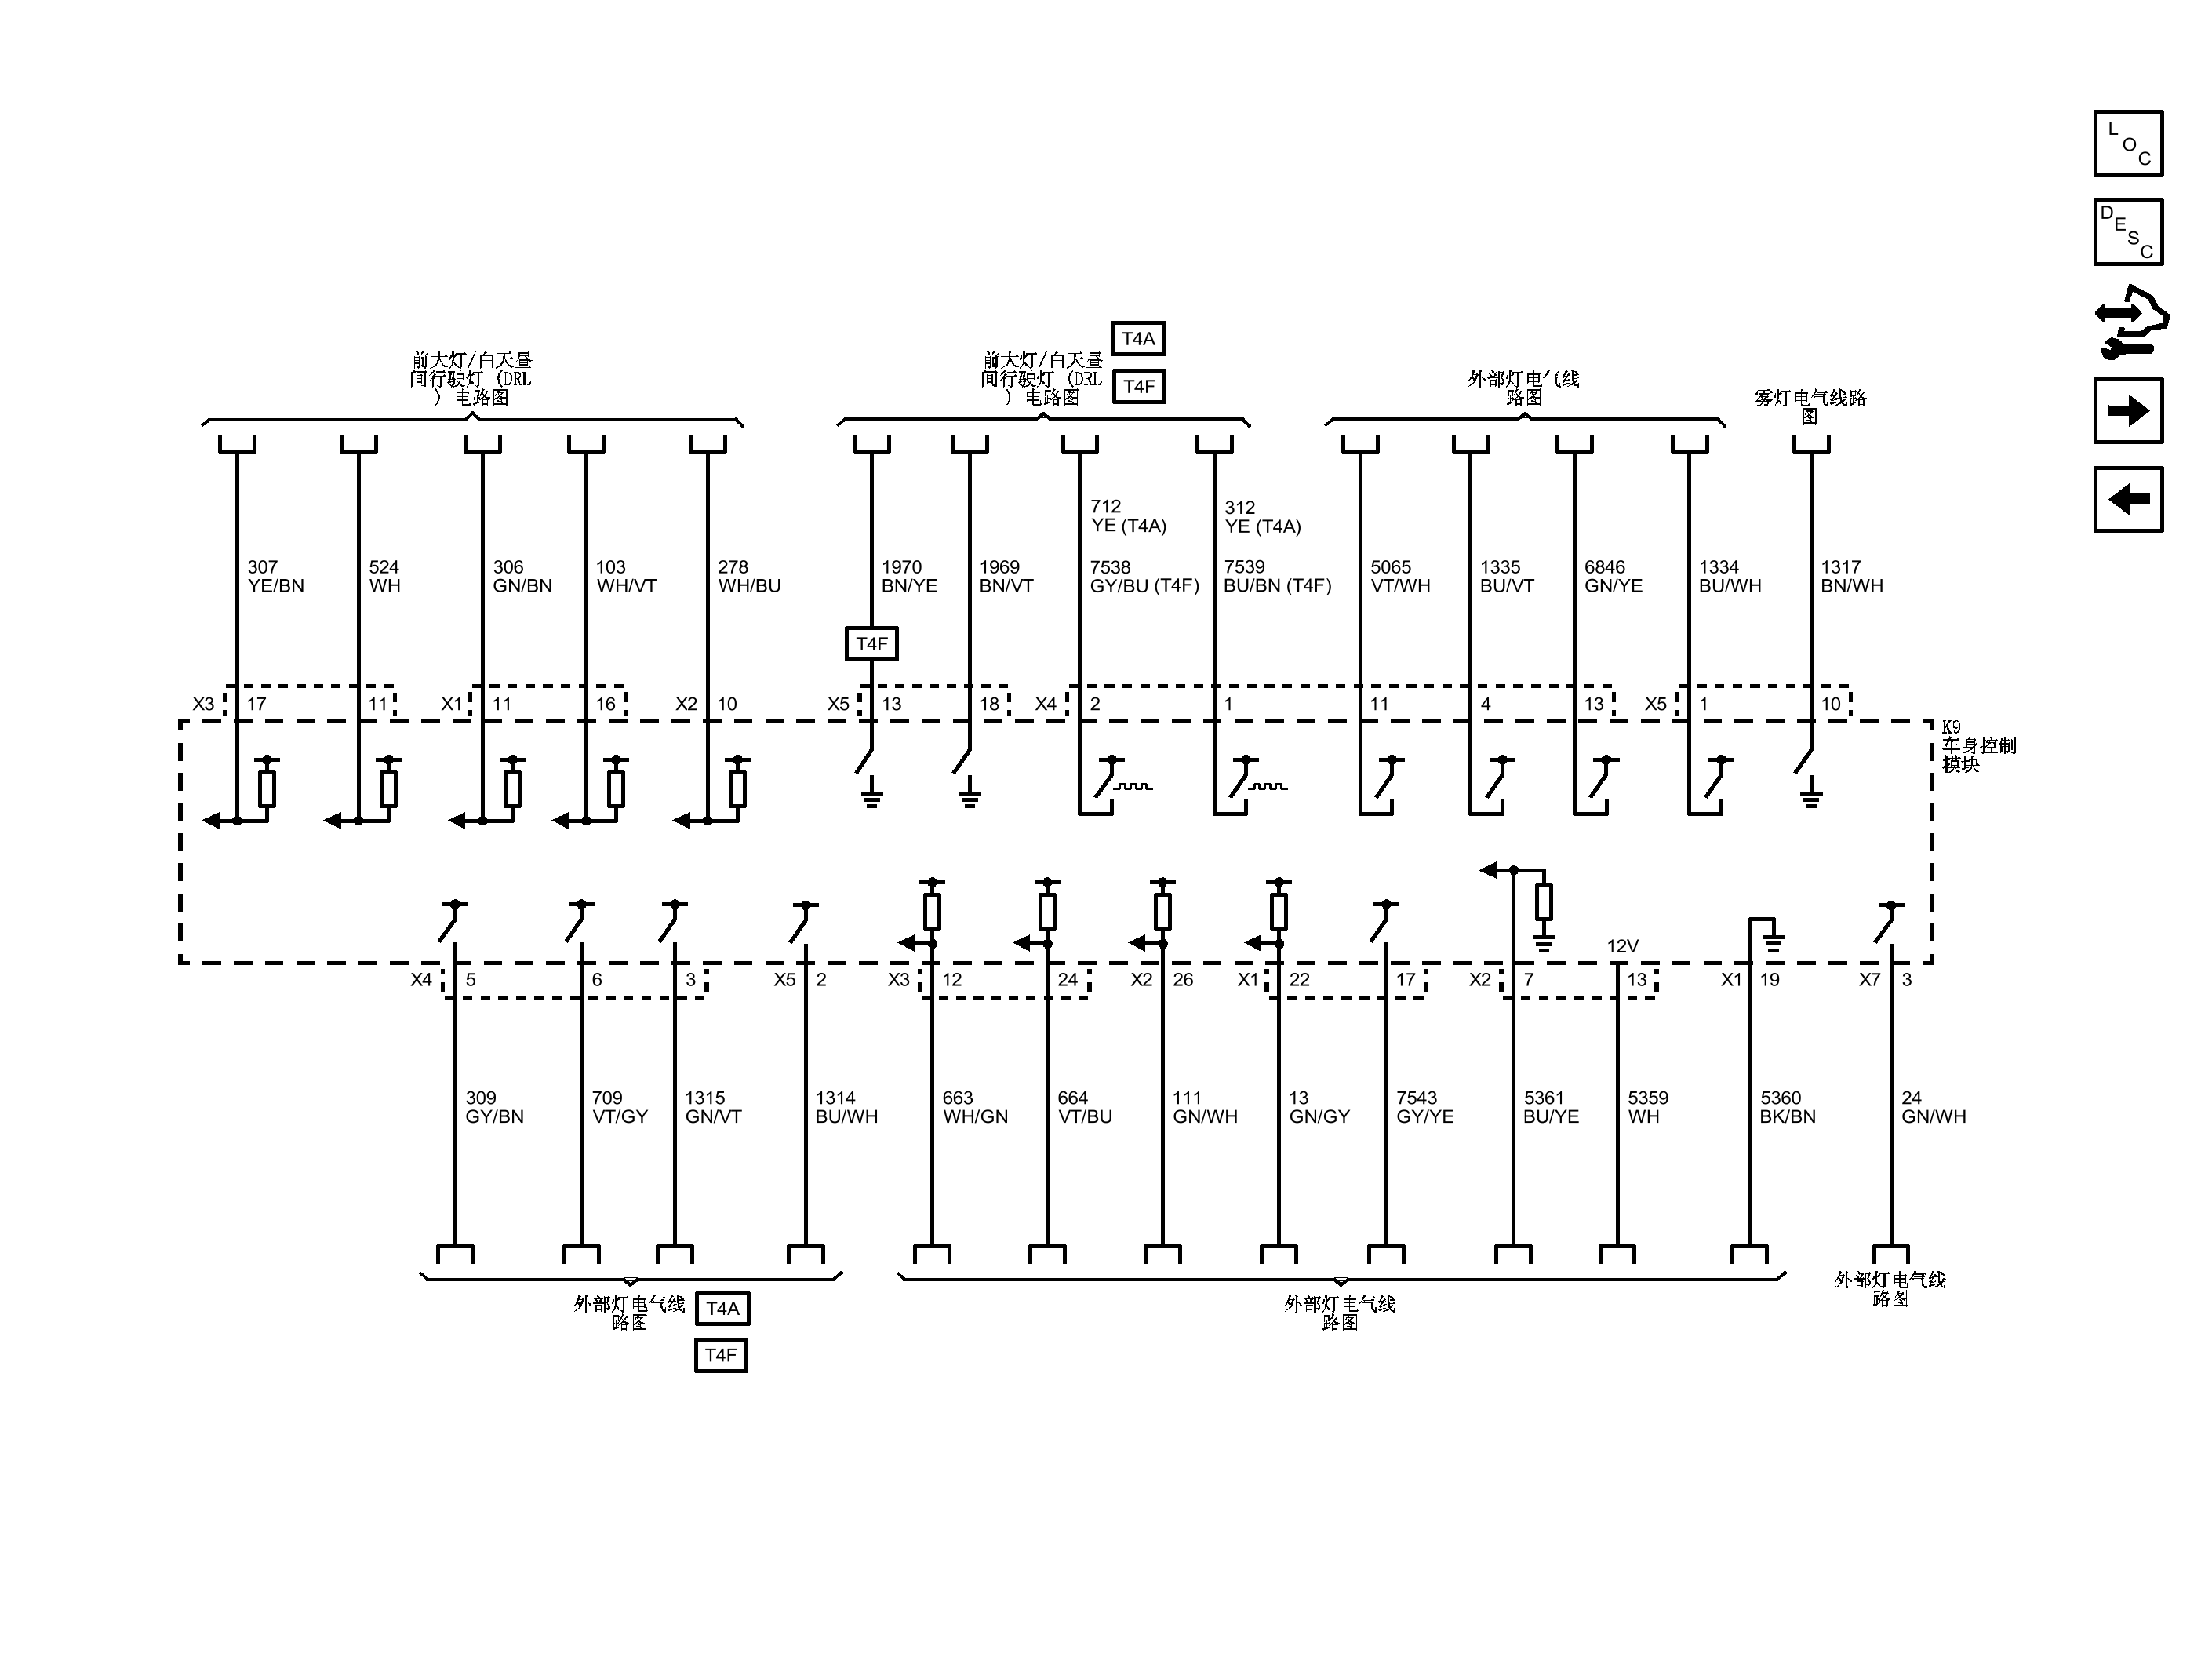 L
O
C
D
E
S
C
T4A
前大灯/白天昼
间行驶灯 (DRL
) 电路图
前大灯/白天昼
间行驶灯 (DRL
) 电路图
T4F
外部灯电气线
路图
雾灯电气线路
图
712
YE (T4A)
312
YE (T4A)
307
YE/BN
524
WH
306
GN/BN
103
WH/VT
278
WH/BU
1970
BN/YE
1969
BN/VT
7538
GY/BU (T4F)
7539
BU/BN (T4F)
5065
VT/WH
1335
BU/VT
6846
GN/YE
1334
BU/WH
1317
BN/WH
T4F
X3 17 11 X1 11 16 X2 10 X5 13 18 X4 2 1 11 4 13 X5 1 10
K9
车身控制
模块
12V
X4 5 6 3 X5 2 X3 12 24 X2 26 X1 22 17 X2 7 13 X1 19 X7 3
309
GY/BN
709
VT/GY
1315
GN/VT
1314
BU/WH
663
WH/GN
664
VT/BU
111
GN/WH
13
GN/GY
7543
GY/YE
5361
BU/YE
5359
WH
5360
BK/BN
24
GN/WH
外部灯电气线
路图
T4A
T4F
外部灯电气线
路图
外部灯电气线
路图